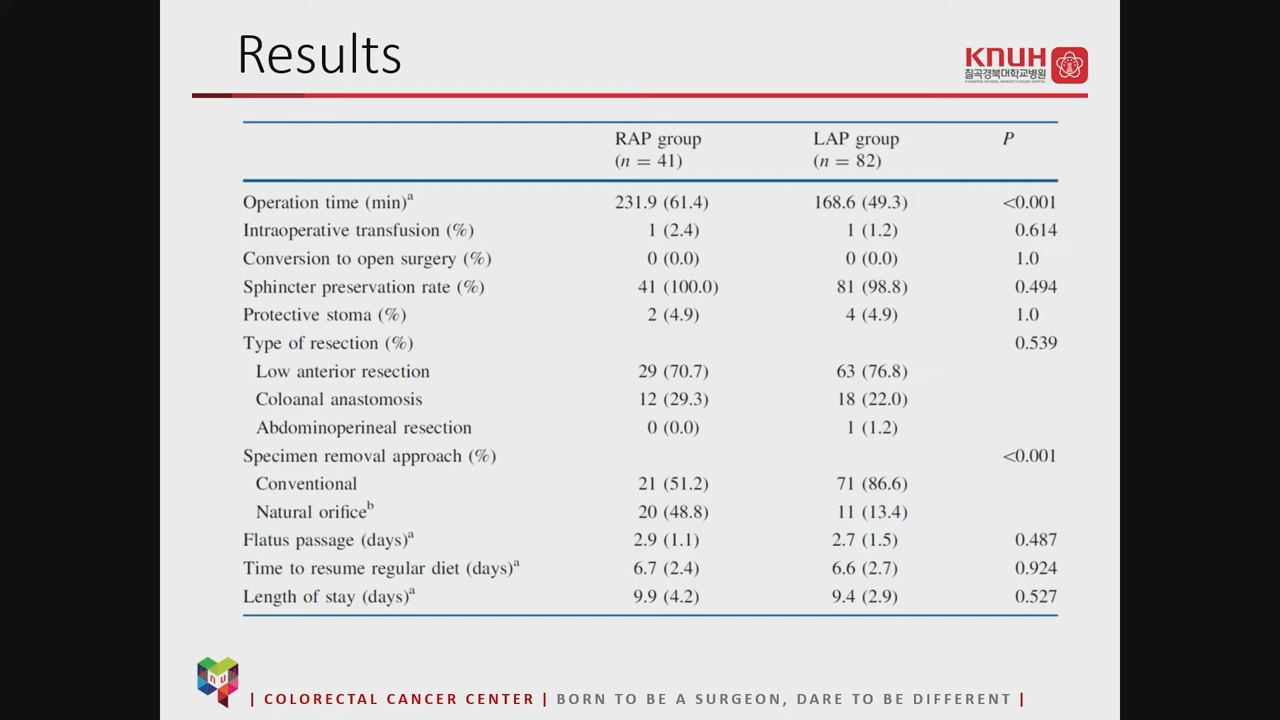 Results
KNUH
칠곡경북대학교병원
RAP group LAP group P
(n = 41) (n = 82)
Operation time (min)a 231.9 (61.4) 168.6 (49.3) <0.001
Intraoperative transfusion (%) 1 (2.4) 1 (1.2) 0.614
Conversion to open surgery (%) 0 (0.0) 0 (0.0) 1.0
Sphincter preservation rate (%) 41 (100.0) 81 (98.8) 0.494
Protective stoma (%) 2 (4.9) 4 (4.9) 1.0
Type of resection (%) 0.539
Low anterior resection 29 (70.7) 63 (76.8)
Coloanal anastomosis 12 (29.3) 18 (22.0)
Abdominoperineal resection 0 (0.0) 1 (1.2)
Specimen removal approach (%) <0.001
Conventional 21 (51.2) 71 (86.6)
Natural orificeb 20 (48.8) 11 (13.4)
Flatus passage (days)a 2.9 (1.1) 2.7 (1.5) 0.487
Time to resume regular diet (days)a 6.7 (2.4) 6.6 (2.7) 0.924
Length of stay (days)a 9.9 (4.2) 9.4 (2.9) 0.527
| COLORECTAL CANCER CENTER | BORN TO BE A SURGEON, DARE TO BE DIFFERENT |